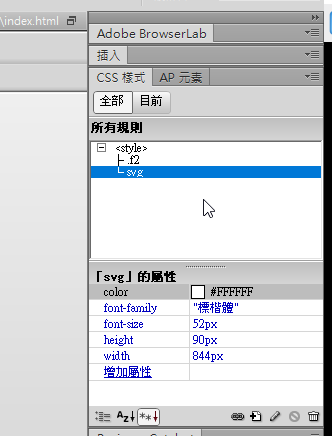 \index.html
Adobe BrowserLab
插入
CSS 樣式 AP 元素
全部 目前
所有規則
<style>
.f2
svg
「svg」的屬性
color #FFFFFF
font-family "標楷體"
font-size 52px
height 90px
width 844px
增加屬性
Az↓ **↓